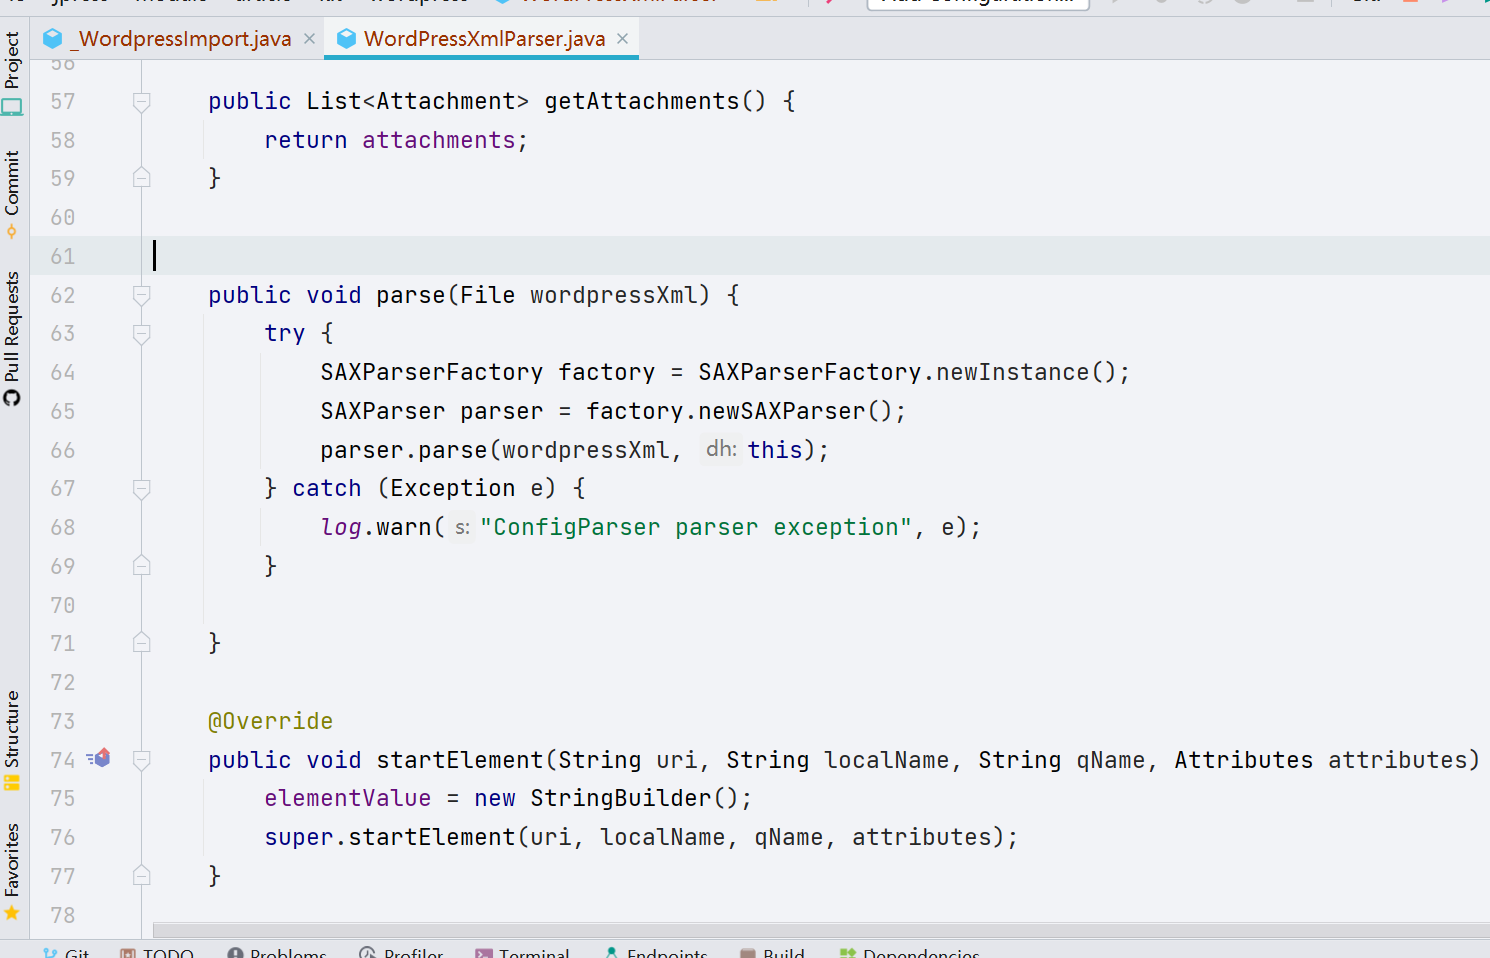 _WordpressImport.java
WordPressXmlParser.java
Project
Commit
Pull Requests
Structure
Favorites
56
57 public List<Attachment> getAttachments() {
58 return attachments;
59 }
60
61
62 public void parse(File wordpressXml) {
63 try {
64 SAXParserFactory factory = SAXParserFactory.newInstance();
65 SAXParser parser = factory.newSAXParser();
66 parser.parse(wordpressXml, dh: this);
67 } catch (Exception e) {
68 log.warn( s: "ConfigParser parser exception", e);
69 }
70
71 }
72
73 @Override
74 public void startElement(String uri, String localName, String qName, Attributes attributes)
75 elementValue = new StringBuilder();
76 super.startElement(uri, localName, qName, attributes);
77 }
78
Git TODO Problems Profiler Terminal Endpoints Build Dependencies